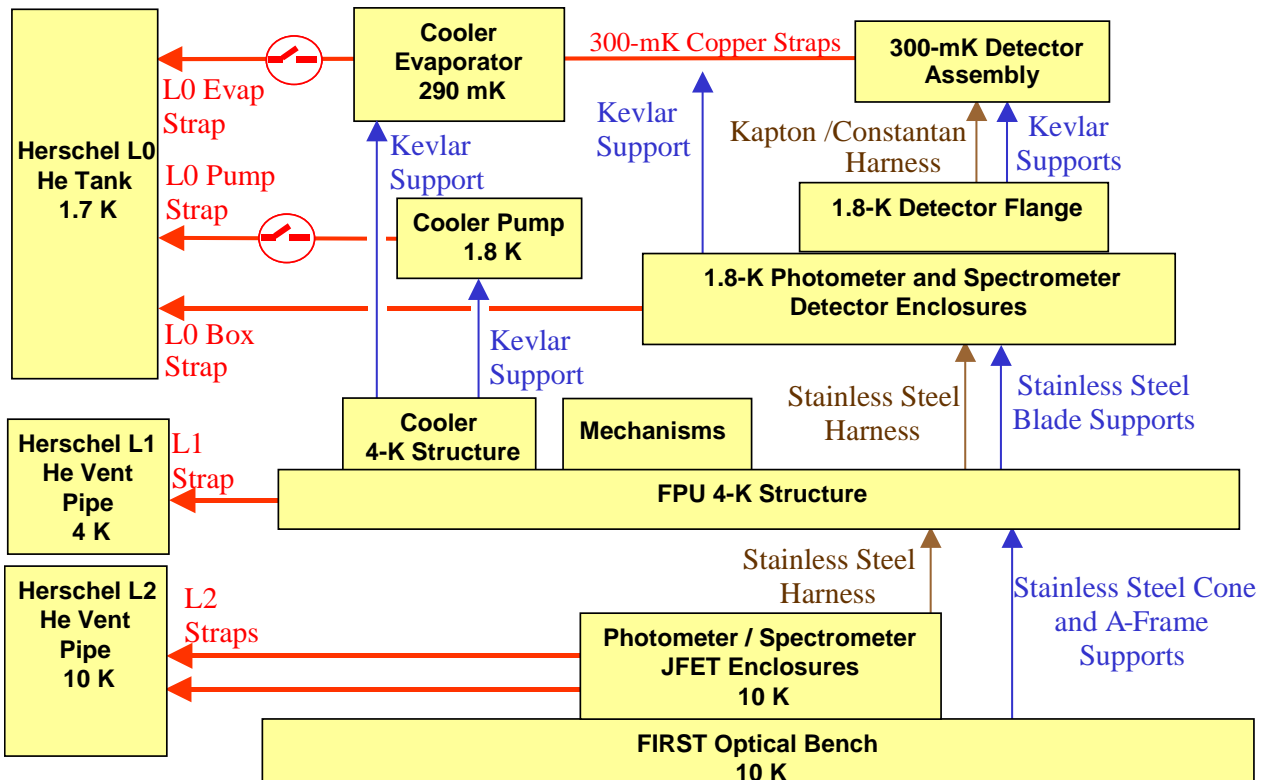 Cooler
Evaporator
290 mK
300-mK Copper Straps
300-mK Detector
Assembly
L0 Evap
Strap
Kevlar
Support
Kevlar
Support
Kapton /Constantan
Harness
Kevlar
Supports
Herschel L0
He Tank
1.7 K
L0 Pump
Strap
Cooler Pump
1.8 K
1.8-K Detector Flange
1.8-K Photometer and Spectrometer
Detector Enclosures
L0 Box
Strap
Kevlar
Support
Stainless Steel
Harness
Stainless Steel
Blade Supports
Cooler
4-K Structure
Mechanisms
Herschel L1
He Vent
Pipe
4 K
L1
Strap
FPU 4-K Structure
Stainless Steel
Harness
Stainless Steel Cone
and A-Frame
Supports
Herschel L2
He Vent
Pipe
10 K
L2
Straps
Photometer / Spectrometer
JFET Enclosures
10 K
FIRST Optical Bench
10 K